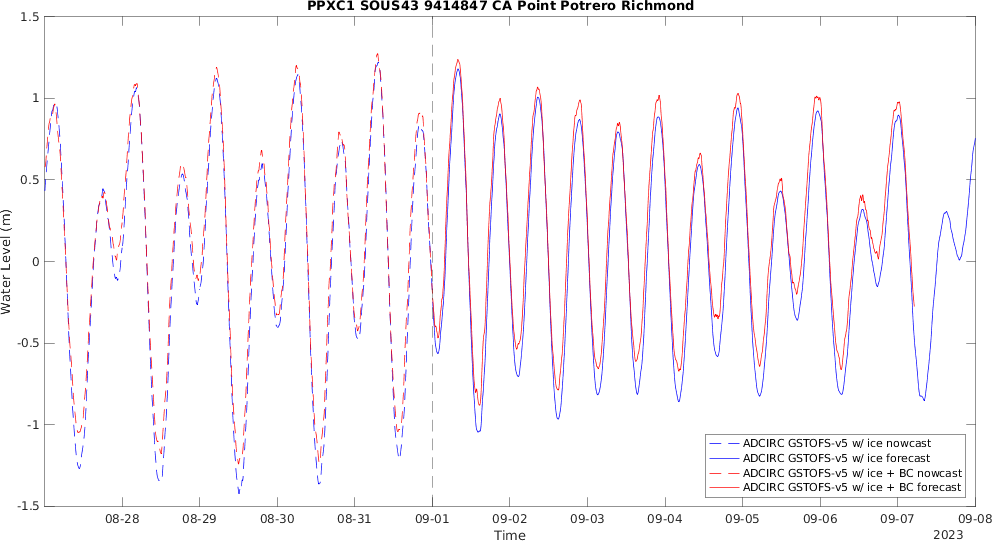 PPXC1 SOUS43 9414847 CA Point Potrero Richmond
1.5
1
0.5
0
-0.5
-1
-1.5
Water Level (m)
ADCIRC GSTOFS-v5 w/ ice nowcast
ADCIRC GSTOFS-v5 w/ ice forecast
ADCIRC GSTOFS-v5 w/ ice + BC nowcast
ADCIRC GSTOFS-v5 w/ ice + BC forecast
08-28 08-29 08-30 08-31 09-01 09-02 09-03 09-04 09-05 09-06 09-07 09-08
Time
2023